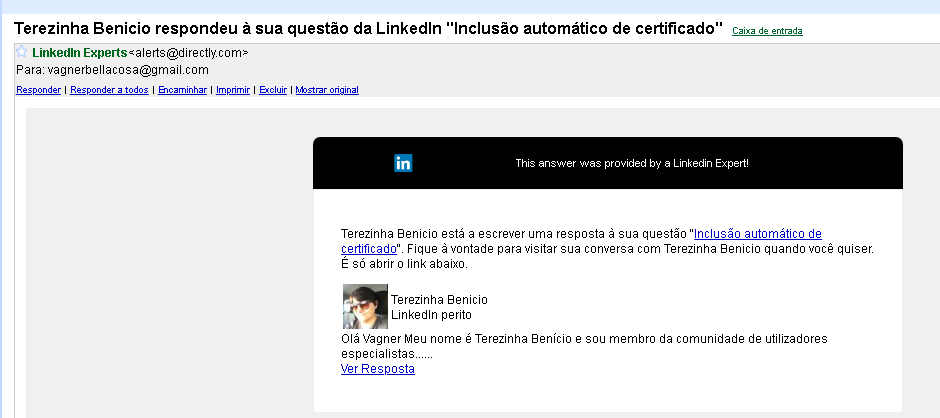 Terezinha Benicio respondeu à sua questão da LinkedIn "Inclusão automático de certificado" Caixa de entrada
LinkedIn Experts <alerts@directly.com>
Para: vagnerbellacosa@gmail.com
Responder | Responder a todos | Encaminhar | Imprimir | Excluir | Mostrar original
in This answer was provided by a Linkedin Expert!
Terezinha Benicio está a escrever uma resposta à sua questão "Inclusão automático de
certificado". Fique à vontade para visitar sua conversa com Terezinha Benicio quando você quiser.
É só abrir o link abaixo.
Terezinha Benicio
LinkedIn perito
Olá Vagner Meu nome é Terezinha Benício e sou membro da comunidade de utilizadores
especialistas......
Ver Resposta